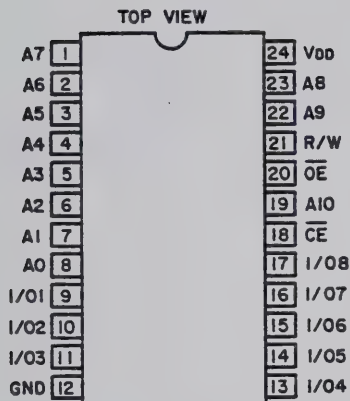 TOP VIEW
A7 1 24 VDD
A6 2 23 A8
A5 3 22 A9
A4 4 21 R/W
A3 5 20 O̅E̅
A2 6 19 A10
A1 7 18 C̅E̅
A0 8 17 I/O8
I/O1 9 16 I/O7
I/O2 10 15 I/O6
I/O3 11 14 I/O5
GND 12 13 I/O4